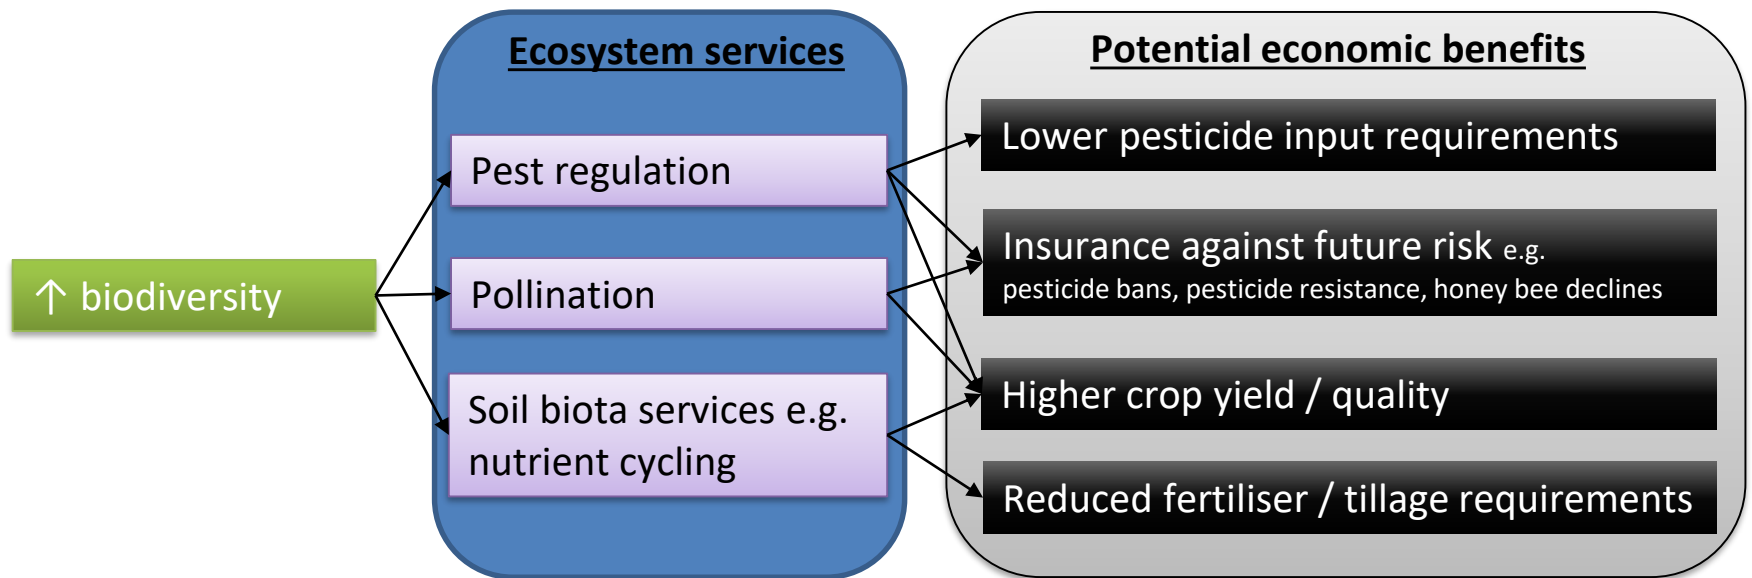 ↑ biodiversity
Ecosystem services
Pest regulation
Pollination
Soil biota services e.g.
nutrient cycling
Potential economic benefits
Lower pesticide input requirements
Insurance against future risk e.g.
pesticide bans, pesticide resistance, honey bee declines
Higher crop yield / quality
Reduced fertiliser / tillage requirements